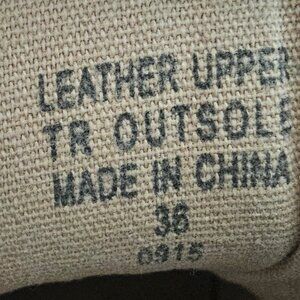 LEATHER UPPER
TR OUTSOLE
MADE IN CHINA
36
0915